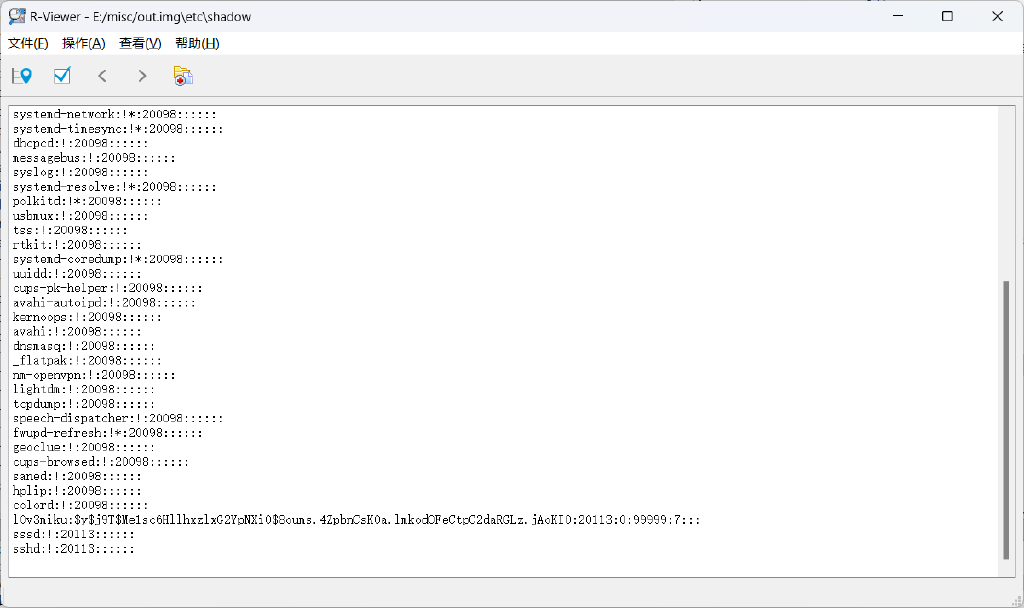 R-Viewer - E:/misc/out.img\etc\shadow
文件(F) 操作(A) 查看(V) 帮助(H)
systemd-network:!*:20098::::::
systemd-timesync:!*:20098::::::
dhcpcd:!:20098::::::
messagebus:!:20098::::::
syslog:!:20098::::::
systemd-resolve:!*:20098::::::
polkitd:!*:20098::::::
usbmux:!:20098::::::
tss:!:20098::::::
rtkit:!:20098::::::
systemd-coredump:!*:20098::::::
uuidd:!:20098::::::
cups-pk-helper:!:20098::::::
avahi-autoipd:!:20098::::::
kernoops:!:20098::::::
avahi:!:20098::::::
dnsmasq:!:20098::::::
_flatpak:!:20098::::::
nm-openvpn:!:20098::::::
lightdm:!:20098::::::
tcpdump:!:20098::::::
speech-dispatcher:!:20098::::::
fwupd-refresh:!*:20098::::::
geoclue:!:20098::::::
cups-browsed:!:20098::::::
saned:!:20098::::::
hplip:!:20098::::::
colord:!:20098::::::
l0v3miku:$y$j9T$Me1sc6HllhxzlxG2YpNXi0$8oums.4ZpbnCsK0a.lmkodOFeCtpC2daRGLz.jAoKI0:20113:0:99999:7:::
sssd:!:20113::::::
sshd:!:20113::::::